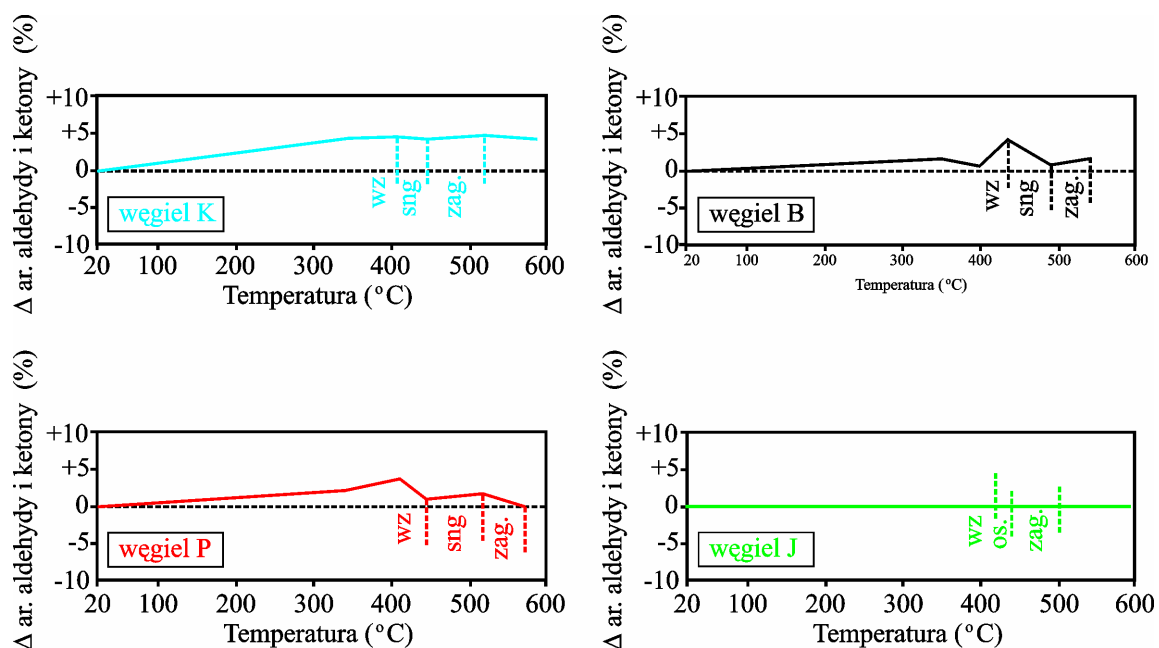 Δ ar. aldehydy i ketony (%)
+10
+5
0
-5
-10
wz
sng
zag.
węgiel K
20 100 200 300 400 500 600
Temperatura (°C)
Δ ar. aldehydy i ketony (%)
+10
+5
0
-5
-10
wz
sng
zag.
węgiel B
20 100 200 300 400 500 600
Temperatura (°C)
Δ ar. aldehydy i ketony (%)
+10
+5
0
-5
-10
wz
sng
zag.
węgiel P
20 100 200 300 400 500 600
Temperatura (°C)
Δ ar. aldehydy i ketony (%)
+10
+5
0
-5
-10
wz
os.
zag.
węgiel J
20 100 200 300 400 500 600
Temperatura (°C)